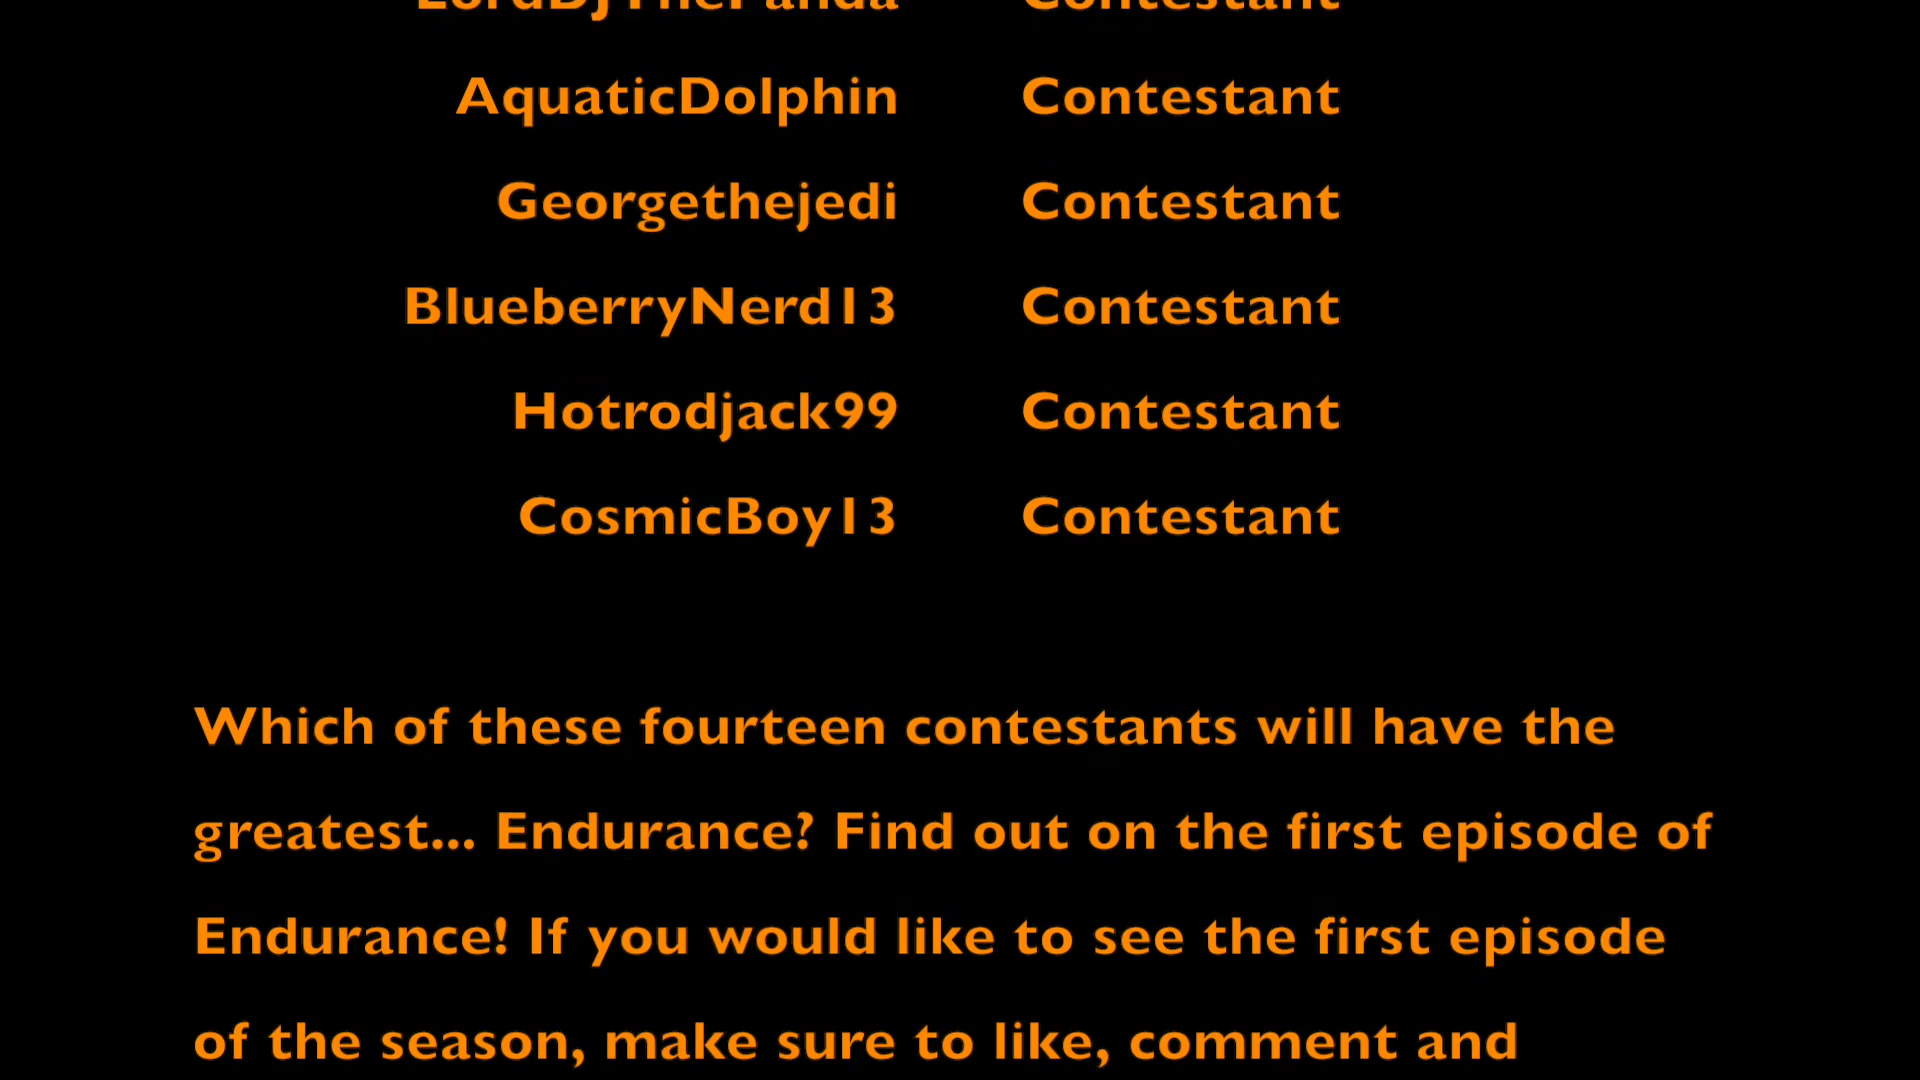 LordDJThePanda Contestant
AquaticDolphin Contestant
Georgethejedi Contestant
BlueberryNerd13 Contestant
Hotrodjack99 Contestant
CosmicBoy13 Contestant
Which of these fourteen contestants will have the
greatest... Endurance? Find out on the first episode of
Endurance! If you would like to see the first episode
of the season, make sure to like, comment and